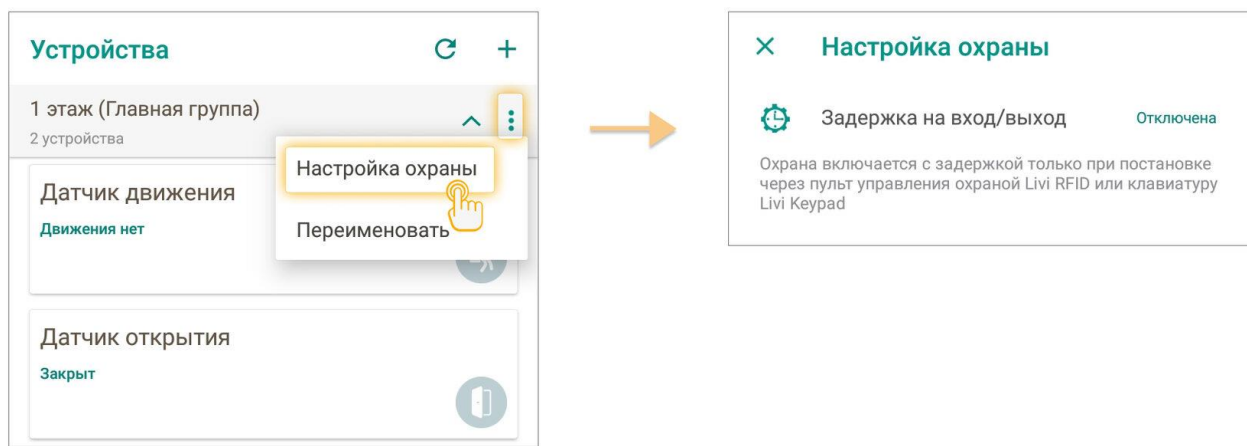 Устройства
1 этаж (Главная группа)
2 устройства
Настройка охраны
Переименовать
Датчик движения
Движения нет
Датчик открытия
Закрыт
Настройка охраны
Задержка на вход/выход
Отключена
Охрана включается с задержкой только при постановке
через пульт управления охраной Livi RFID или клавиатуру
Livi Keypad